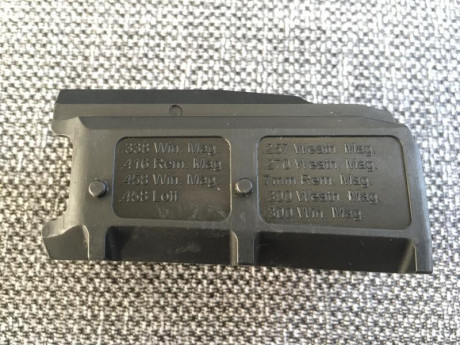 338 Win. Mag.
.416 Rem. Mag.
.458 Win. Mag.
.458 Lott
257 Weath. Mag.
270 Weath. Mag.
7mm Rem. Mag.
300 Weath. Mag.
300 Win. Mag.